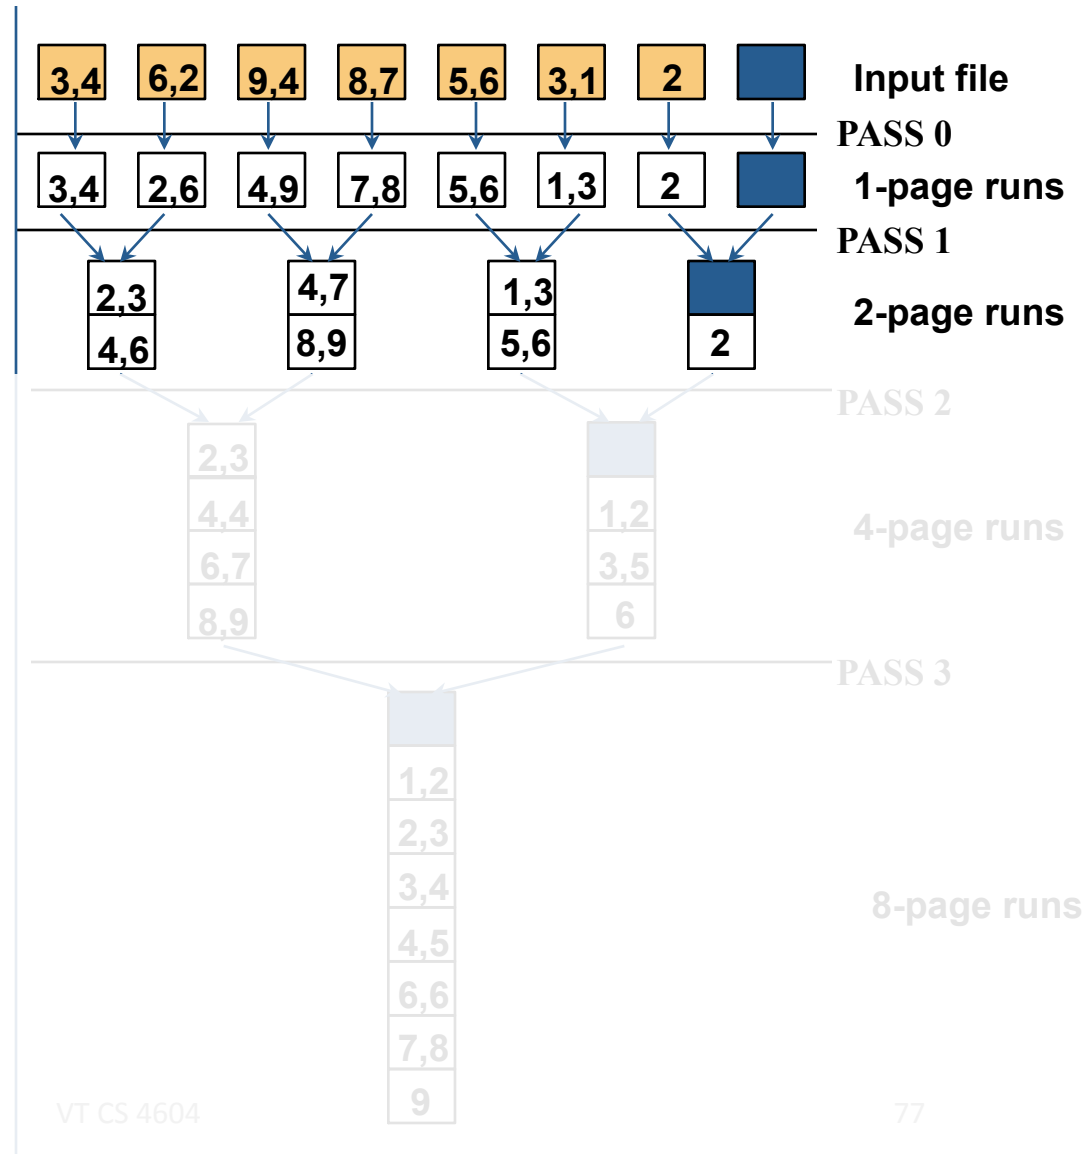 3,4 6,2 9,4 8,7 5,6 3,1 2 Input file
PASS 0
3,4 2,6 4,9 7,8 5,6 1,3 2 1-page runs
PASS 1
2,3 4,7 1,3 2-page runs
4,6 8,9 5,6 2
PASS 2
2,3
4,4 1,2 4-page runs
6,7 3,5
8,9 6
PASS 3
1,2
2,3
3,4 8-page runs
4,5
6,6
7,8
9
VT CS 4604 77